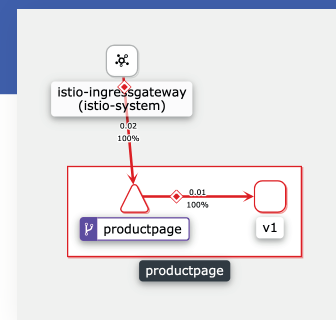 istio-ingressgateway
(istio-system)
0.02
100%
0.01
100%
productpage
v1
productpage